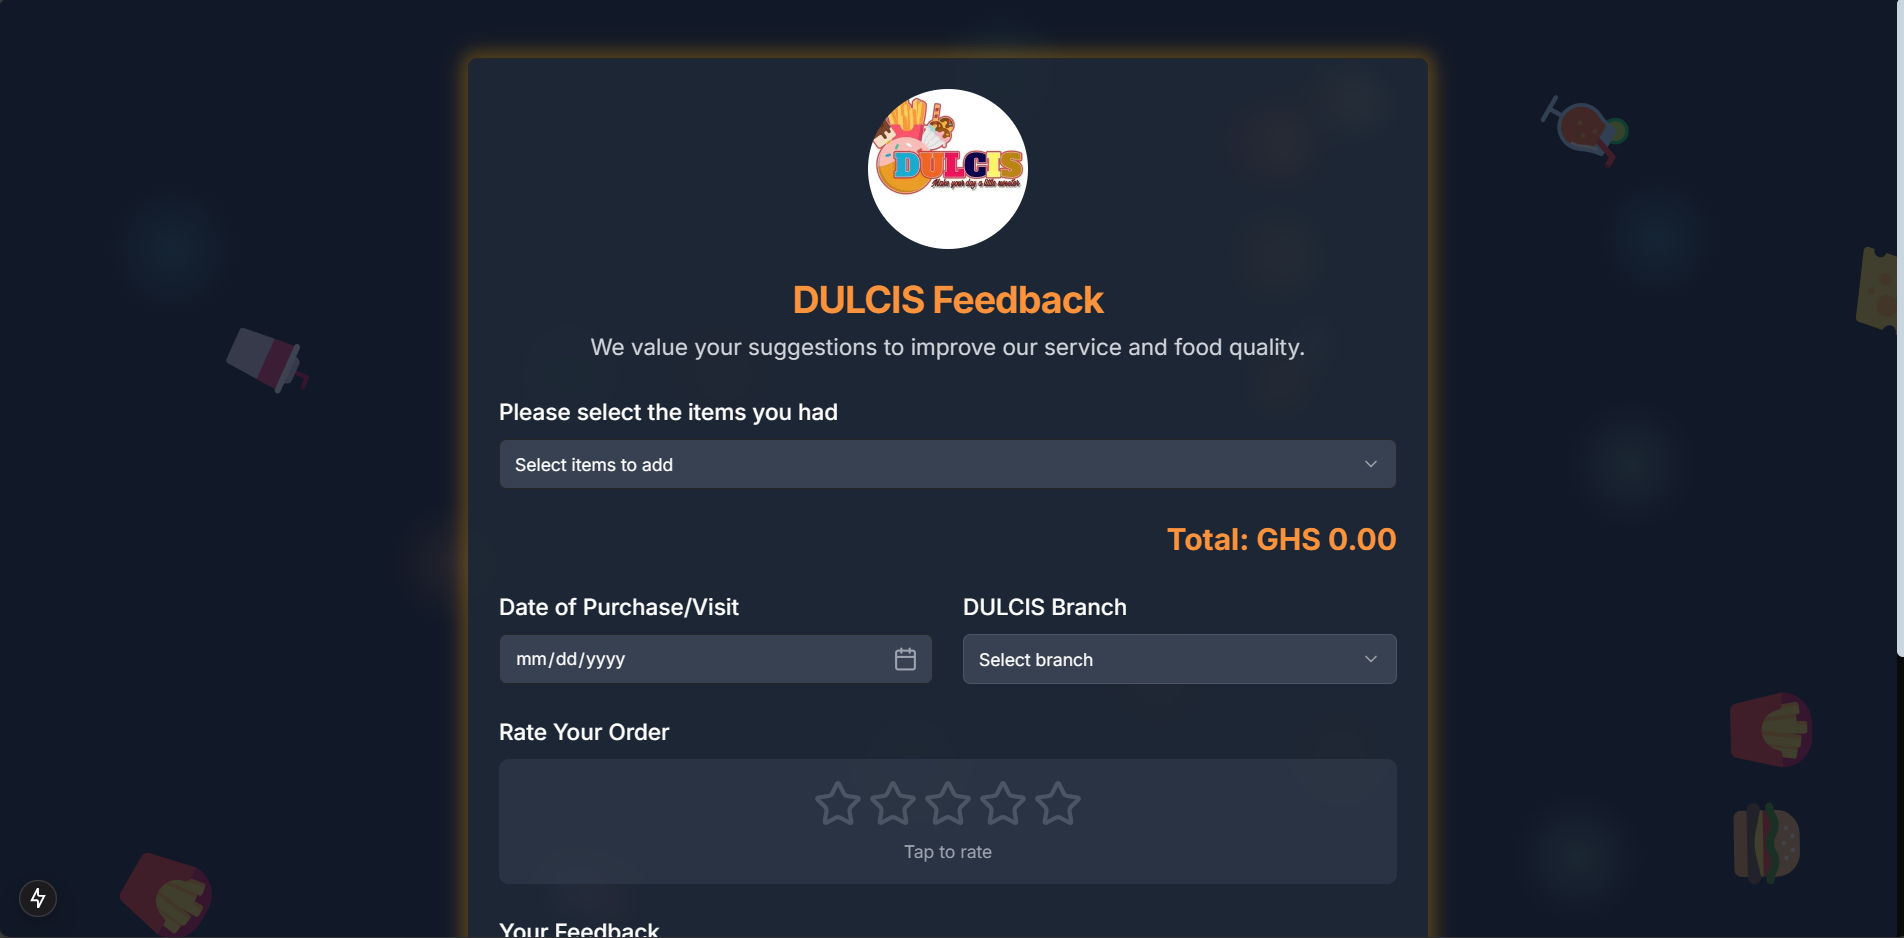 DULCIS
Make your day a little sweeter
DULCIS Feedback
We value your suggestions to improve our service and food quality.
Please select the items you had
Select items to add
Total: GHS 0.00
Date of Purchase/Visit
DULCIS Branch
mm/dd/yyyy
Select branch
Rate Your Order
Tap to rate
Your Feedback